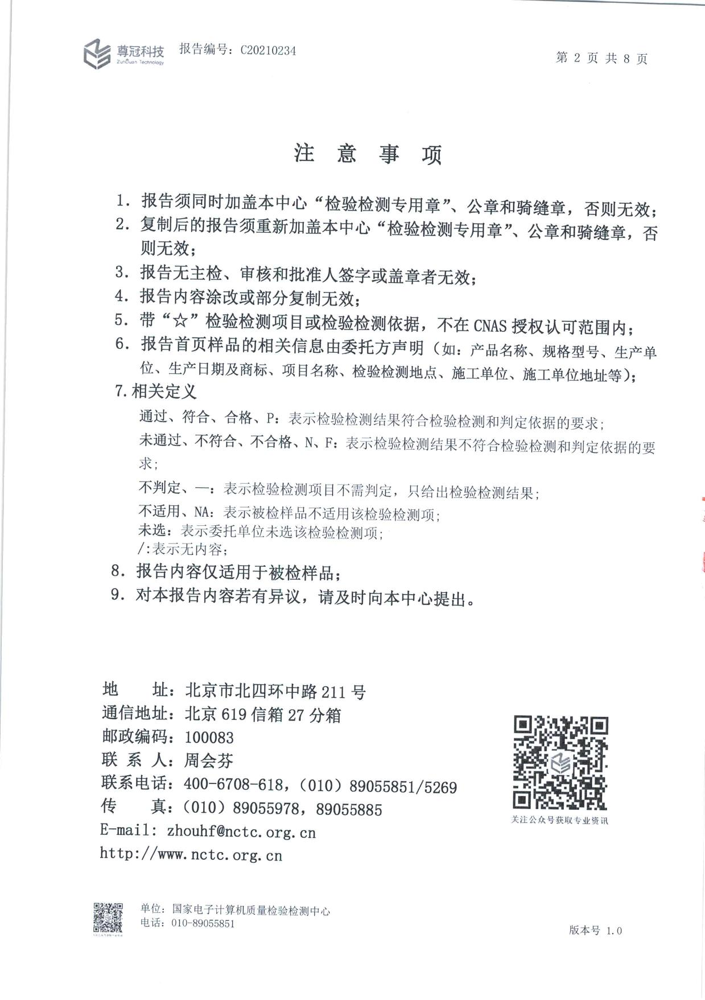 尊冠科技
ZunGuan Technology
报告编号：C20210234
第 2 页 共 8 页
注 意 事 项
1. 报告须同时加盖本中心“检验检测专用章”、公章和骑缝章，否则无效；
2. 复制后的报告须重新加盖本中心“检验检测专用章”、公章和骑缝章，否
则无效；
3. 报告无主检、审核和批准人签字或盖章者无效；
4. 报告内容涂改或部分复制无效；
5. 带“☆”检验检测项目或检验检测依据，不在 CNAS 授权认可范围内；
6. 报告首页样品的相关信息由委托方声明（如：产品名称、规格型号、生产单
位、生产日期及商标、项目名称、检验检测地点、施工单位、施工单位地址等）；
7.相关定义
通过、符合、合格、P：表示检验检测结果符合检验检测和判定依据的要求；
未通过、不符合、不合格、N、F：表示检验检测结果不符合检验检测和判定依据的要
求；
不判定、—：表示检验检测项目不需判定，只给出检验检测结果；
不适用、NA：表示被检样品不适用该检验检测项；
未选：表示委托单位未选该检验检测项；
/:表示无内容；
8. 报告内容仅适用于被检样品；
9. 对本报告内容若有异议，请及时向本中心提出。
地 址：北京市北四环中路 211 号
通信地址：北京 619 信箱 27 分箱
邮政编码：100083
联 系 人：周会芬
联系电话：400-6708-618，（010）89055851/5269
传 真：（010）89055978，89055885
E-mail: zhouhf@nctc.org.cn
http://www.nctc.org.cn
关注公众号获取专业资讯
单位：国家电子计算机质量检验检测中心
电话：010-89055851
版本号 1.0